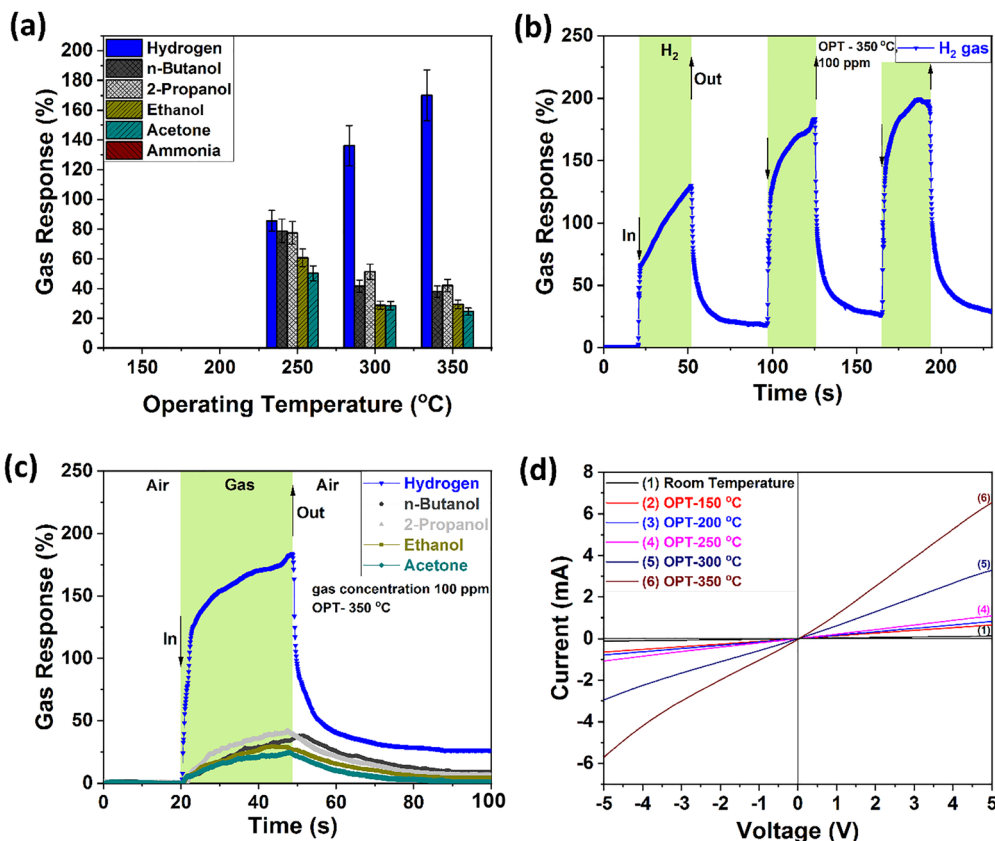 (a)
200
180
160
140
120
100
80
60
40
20
0
Gas Response (%)
Hydrogen
n-Butanol
2-Propanol
Ethanol
Acetone
Ammonia
150
200
250
300
350
Operating Temperature (°C)
(b)
250
200
150
100
50
0
Gas Response (%)
H₂
OPT - 350 °C
100 ppm
H₂ gas
Out
In
0
50
100
150
200
Time (s)
(c)
250
200
150
100
50
0
Gas Response (%)
Air
Gas
Air
Out
In
Hydrogen
n-Butanol
2-Propanol
Ethanol
Acetone
gas concentration 100 ppm
OPT- 350 °C
0
20
40
60
80
100
Time (s)
(d)
8
6
4
2
0
-2
-4
-6
Current (mA)
(1) Room Temperature
(2) OPT-150 °C
(3) OPT-200 °C
(4) OPT-250 °C
(5) OPT-300 °C
(6) OPT-350 °C
(6)
(5)
(4)
(1)
-5
-4
-3
-2
-1
0
1
2
3
4
5
Voltage (V)